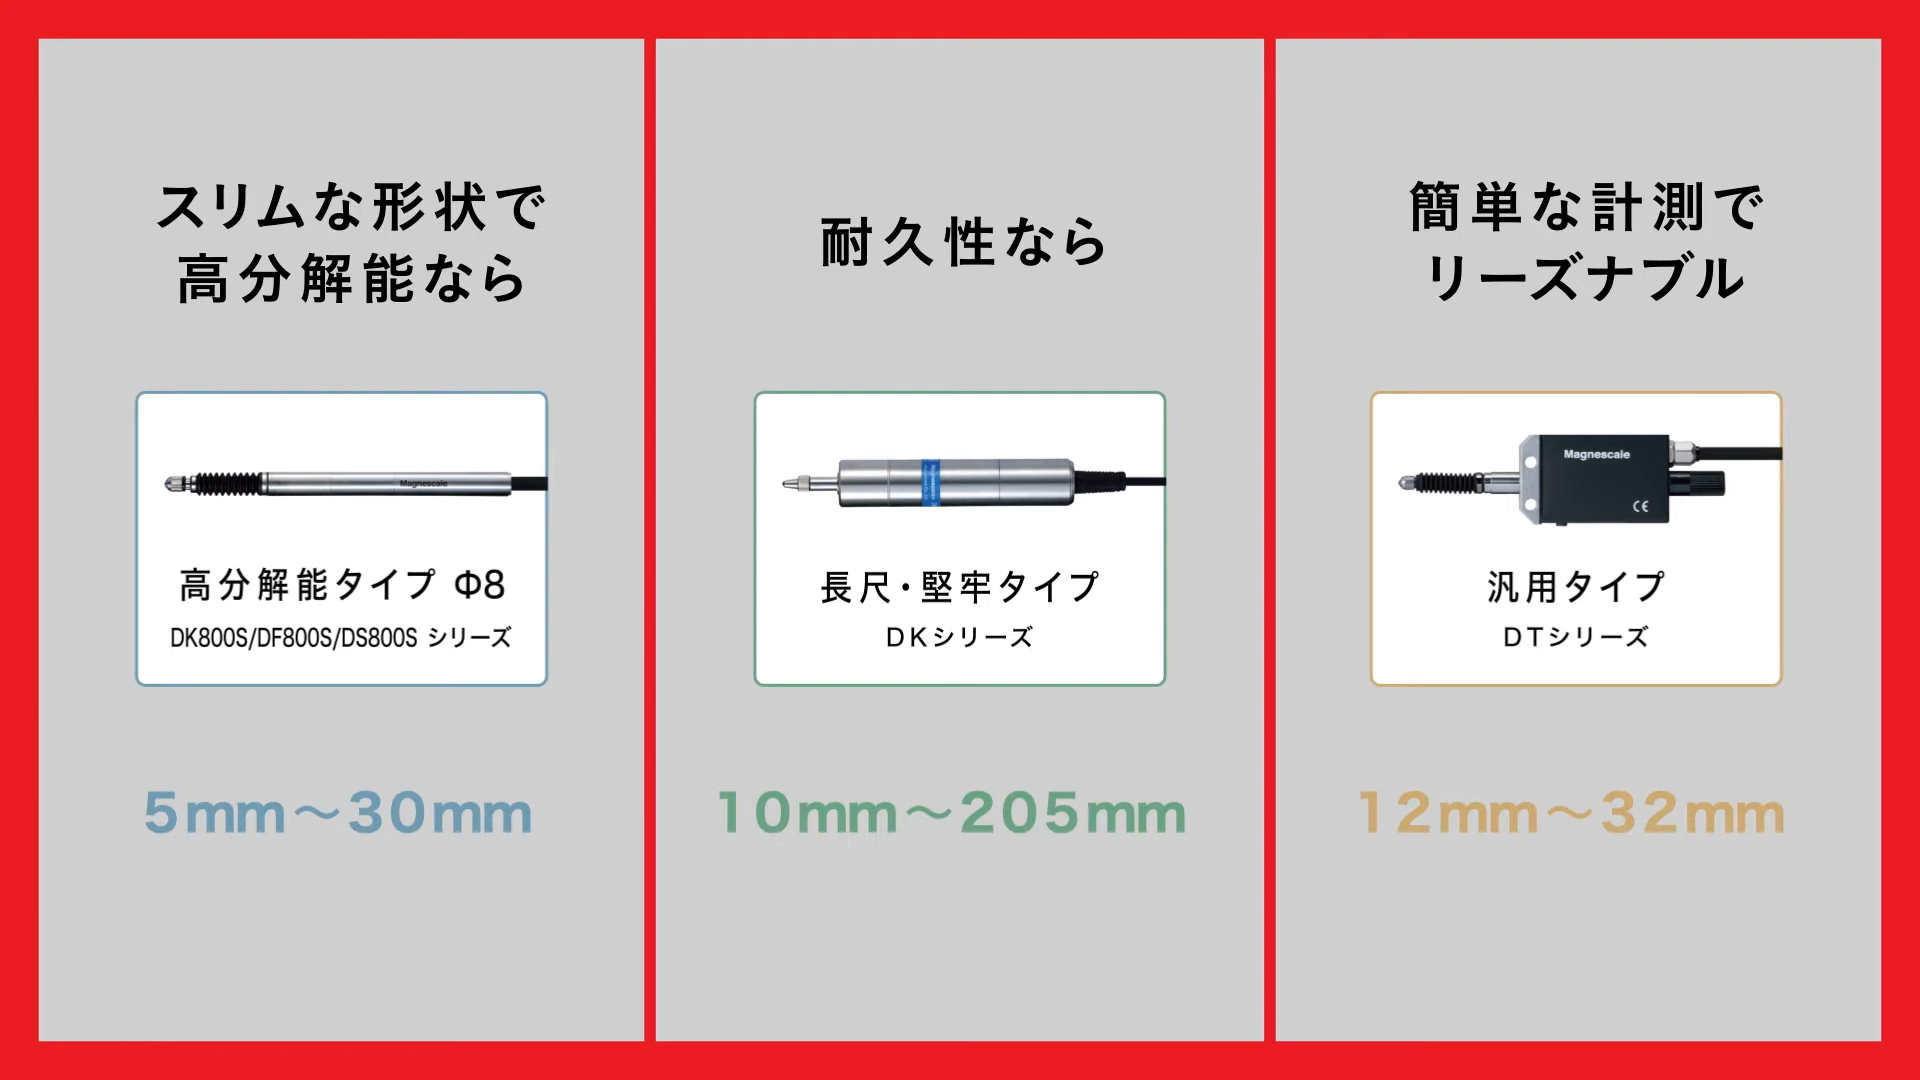 スリムな形状で
高分解能なら
Magnescale
高分解能タイプ Φ8
DK800S/DF800S/DS800S シリーズ
5mm～30mm
耐久性なら
長尺・堅牢タイプ
DKシリーズ
10mm～205mm
簡単な計測で
リーズナブル
Magnescale
CE
汎用タイプ
DTシリーズ
12mm～32mm